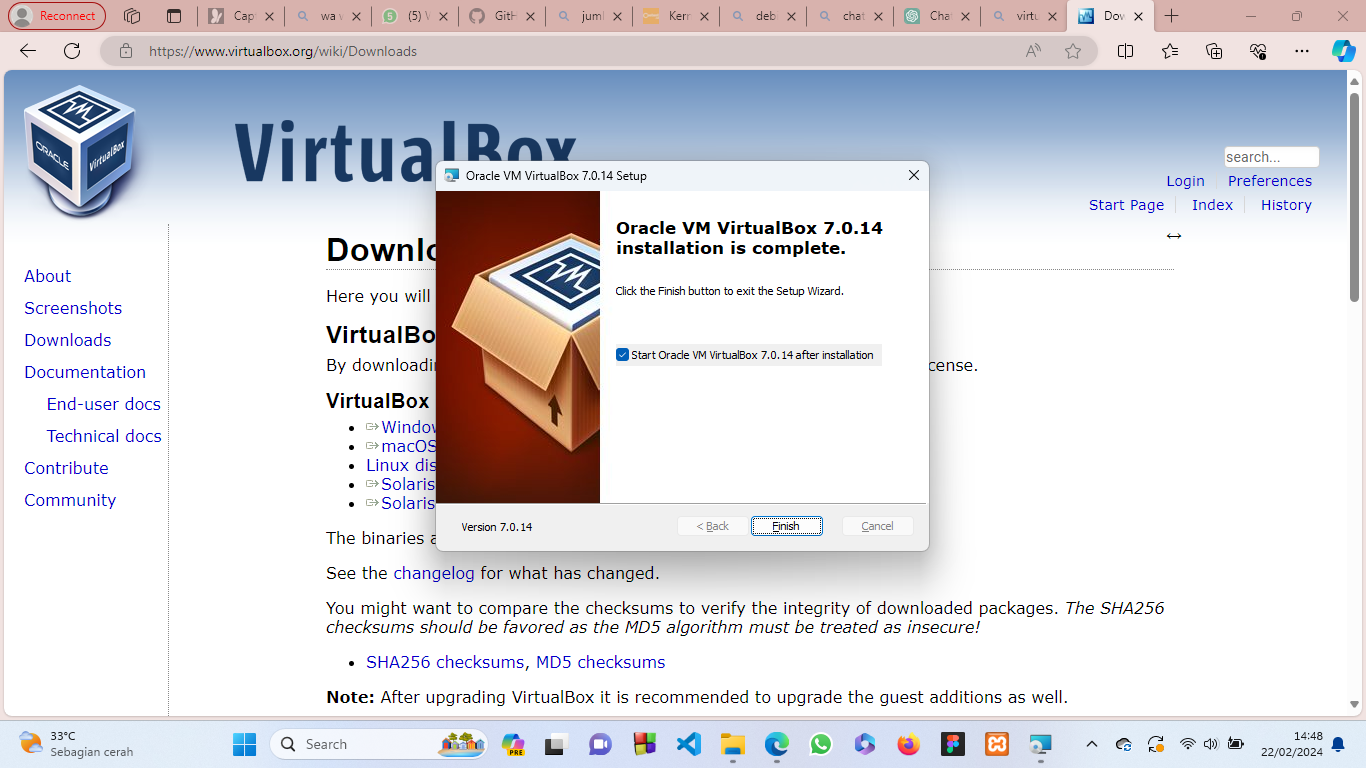 Reconnect
Capt
wa w
(5) W
GitH
juml
Kerr
deb
chat
Chat
virtu
Dow
https://www.virtualbox.org/wiki/Downloads
ORACLE
VirtualBox
VirtualBox
search...
Login
Preferences
Start Page
Index
History
About
Screenshots
Downloads
Documentation
End-user docs
Technical docs
Contribute
Community
Downlo
Here you will
VirtualBo
By downloadin
cense.
VirtualBox
Window
macOS
Linux dis
Solaris
Solaris
The binaries a
See the changelog for what has changed.
You might want to compare the checksums to verify the integrity of downloaded packages. The SHA256
checksums should be favored as the MD5 algorithm must be treated as insecure!
SHA256 checksums, MD5 checksums
Note: After upgrading VirtualBox it is recommended to upgrade the guest additions as well.
Oracle VM VirtualBox 7.0.14 Setup
Oracle VM VirtualBox 7.0.14
installation is complete.
Click the Finish button to exit the Setup Wizard.
Start Oracle VM VirtualBox 7.0.14 after installation
Version 7.0.14
< Back
Finish
Cancel
33°C
Sebagian cerah
Search
PRE
14:48
22/02/2024